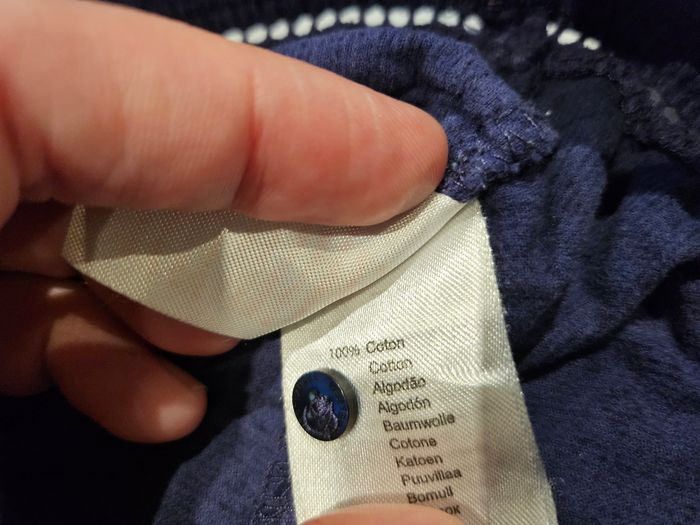 100% Coton
Cotton
Algodão
Algodón
Baumwolle
Cotone
Katoen
Puuvillaa
Bomull